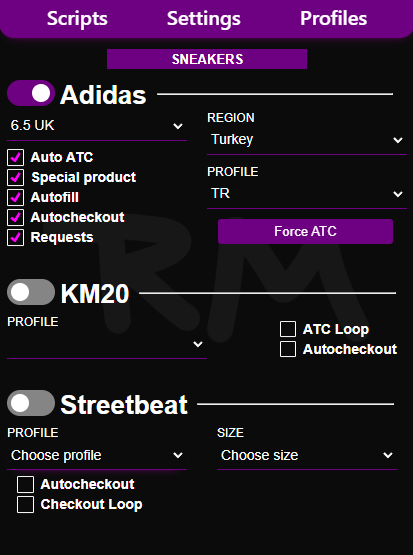 Scripts Settings Profiles
SNEAKERS
Adidas
6.5 UK
Auto ATC
Special product
Autofill
Autocheckout
Requests
REGION
Turkey
PROFILE
TR
Force ATC
RM
KM20
PROFILE
ATC Loop
Autocheckout
Streetbeat
PROFILE
Choose profile
SIZE
Choose size
Autocheckout
Checkout Loop